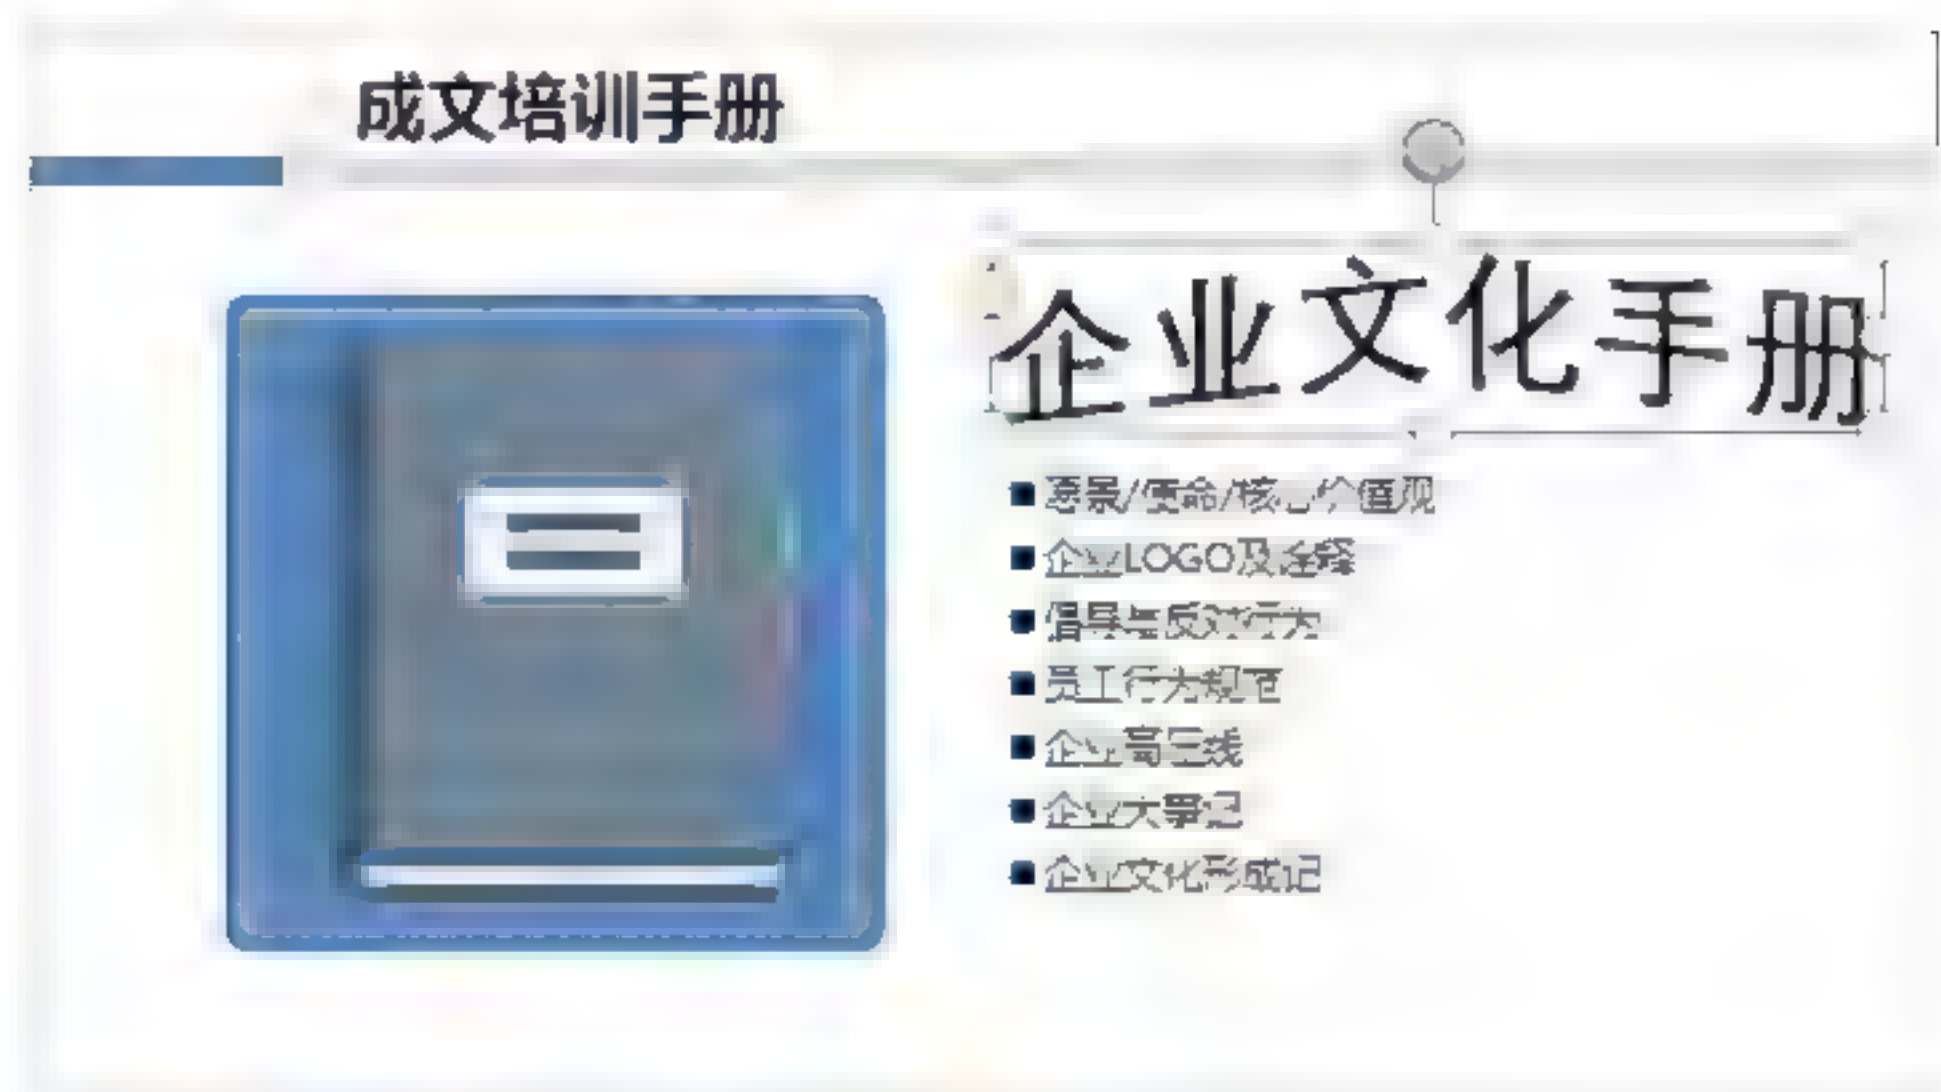 成文培训手册
企业文化手册
愿景/使命/核心价值观
企业LOGO及诠释
倡导与反对行为
员工行为规范
企业高压线
企业大事记
企业文化形成记